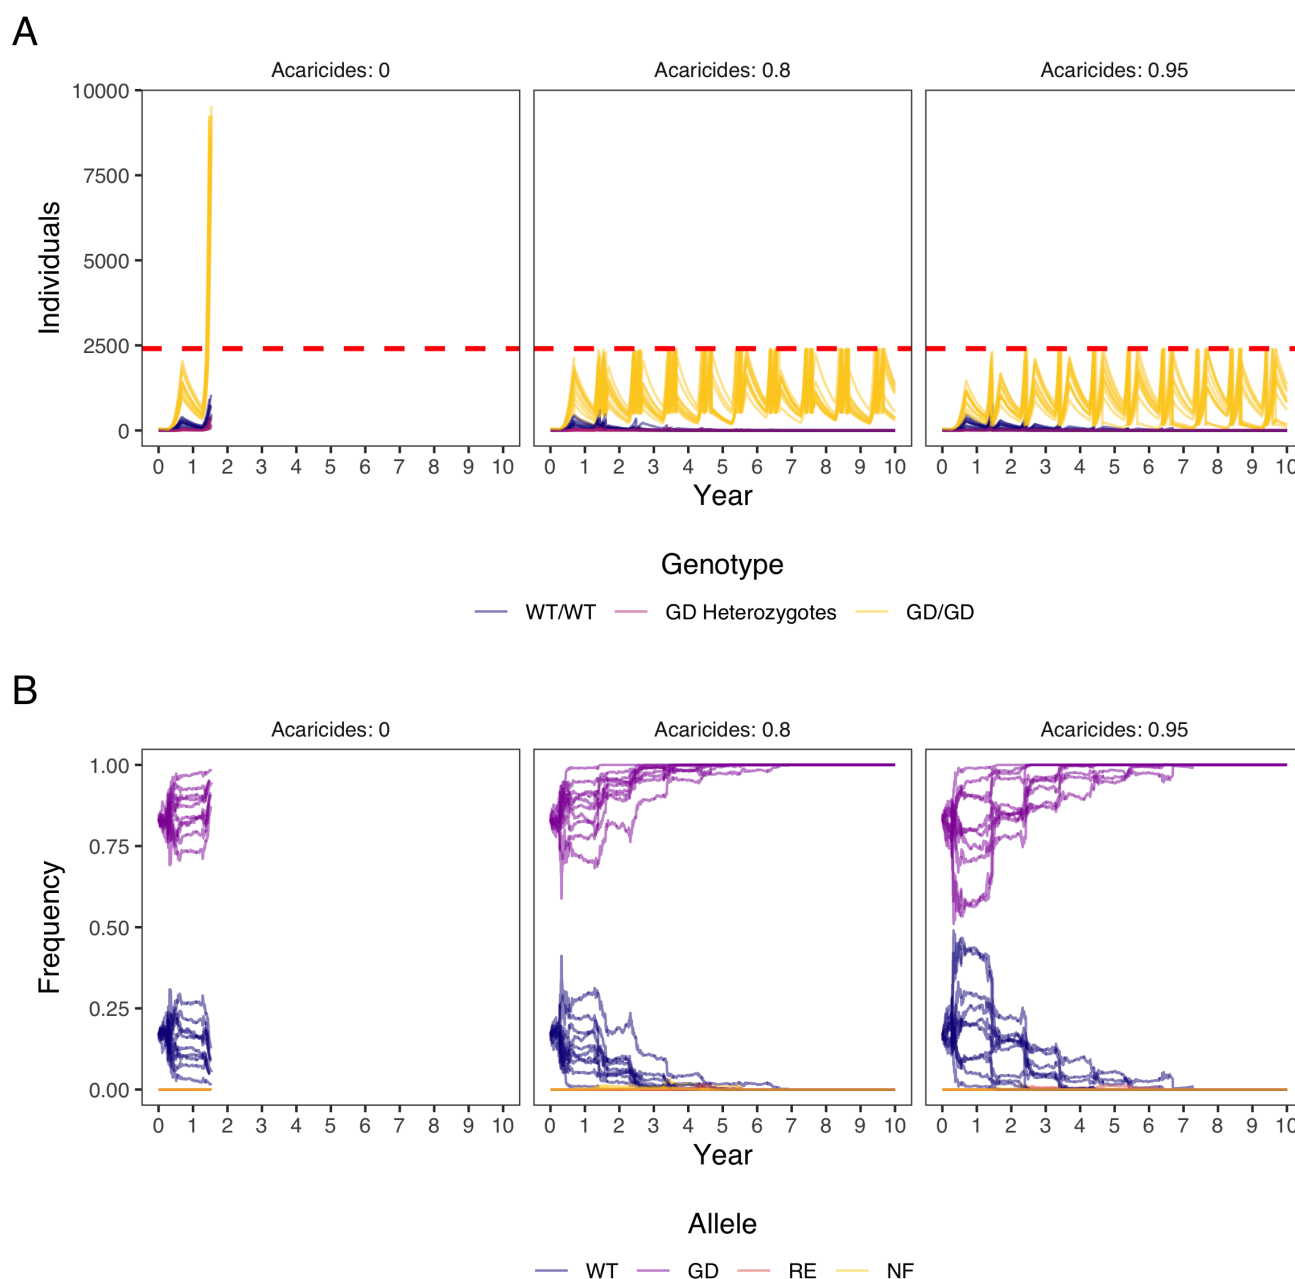 A
Acaricides: 0 Acaricides: 0.8 Acaricides: 0.95
Individuals
10000
7500
5000
2500
0
0 1 2 3 4 5 6 7 8 9 10 0 1 2 3 4 5 6 7 8 9 10 0 1 2 3 4 5 6 7 8 9 10
Year
Genotype
WT/WT GD Heterozygotes GD/GD
B
Acaricides: 0 Acaricides: 0.8 Acaricides: 0.95
Frequency
1.00
0.75
0.50
0.25
0.00
0 1 2 3 4 5 6 7 8 9 10 0 1 2 3 4 5 6 7 8 9 10 0 1 2 3 4 5 6 7 8 9 10
Year
Allele
WT GD RE NF